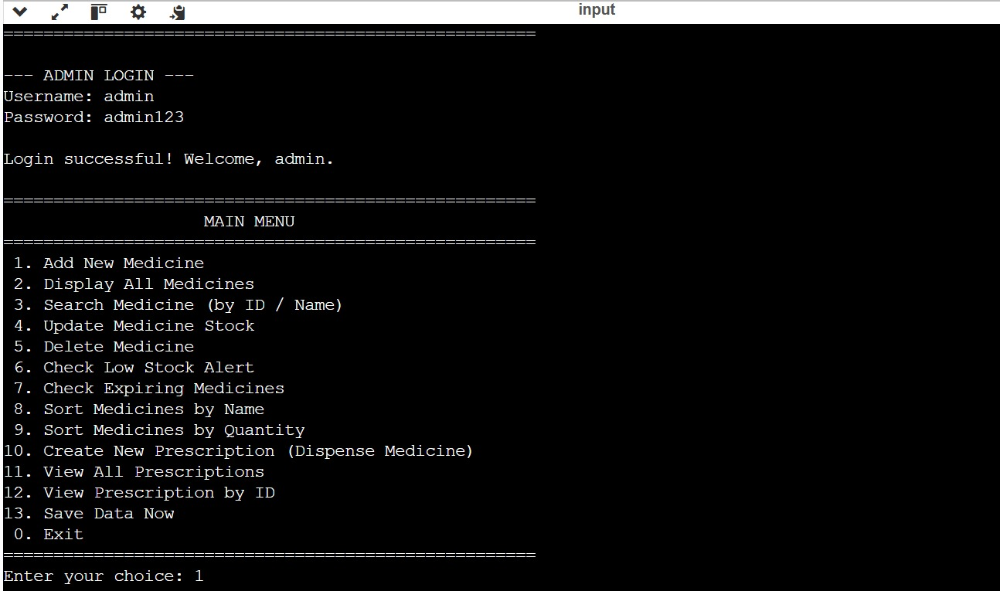 input
=====================================================
--- ADMIN LOGIN ---
Username: admin
Password: admin123
Login successful! Welcome, admin.
=====================================================
MAIN MENU
=====================================================
1. Add New Medicine
2. Display All Medicines
3. Search Medicine (by ID / Name)
4. Update Medicine Stock
5. Delete Medicine
6. Check Low Stock Alert
7. Check Expiring Medicines
8. Sort Medicines by Name
9. Sort Medicines by Quantity
10. Create New Prescription (Dispense Medicine)
11. View All Prescriptions
12. View Prescription by ID
13. Save Data Now
0. Exit
=====================================================
Enter your choice: 1